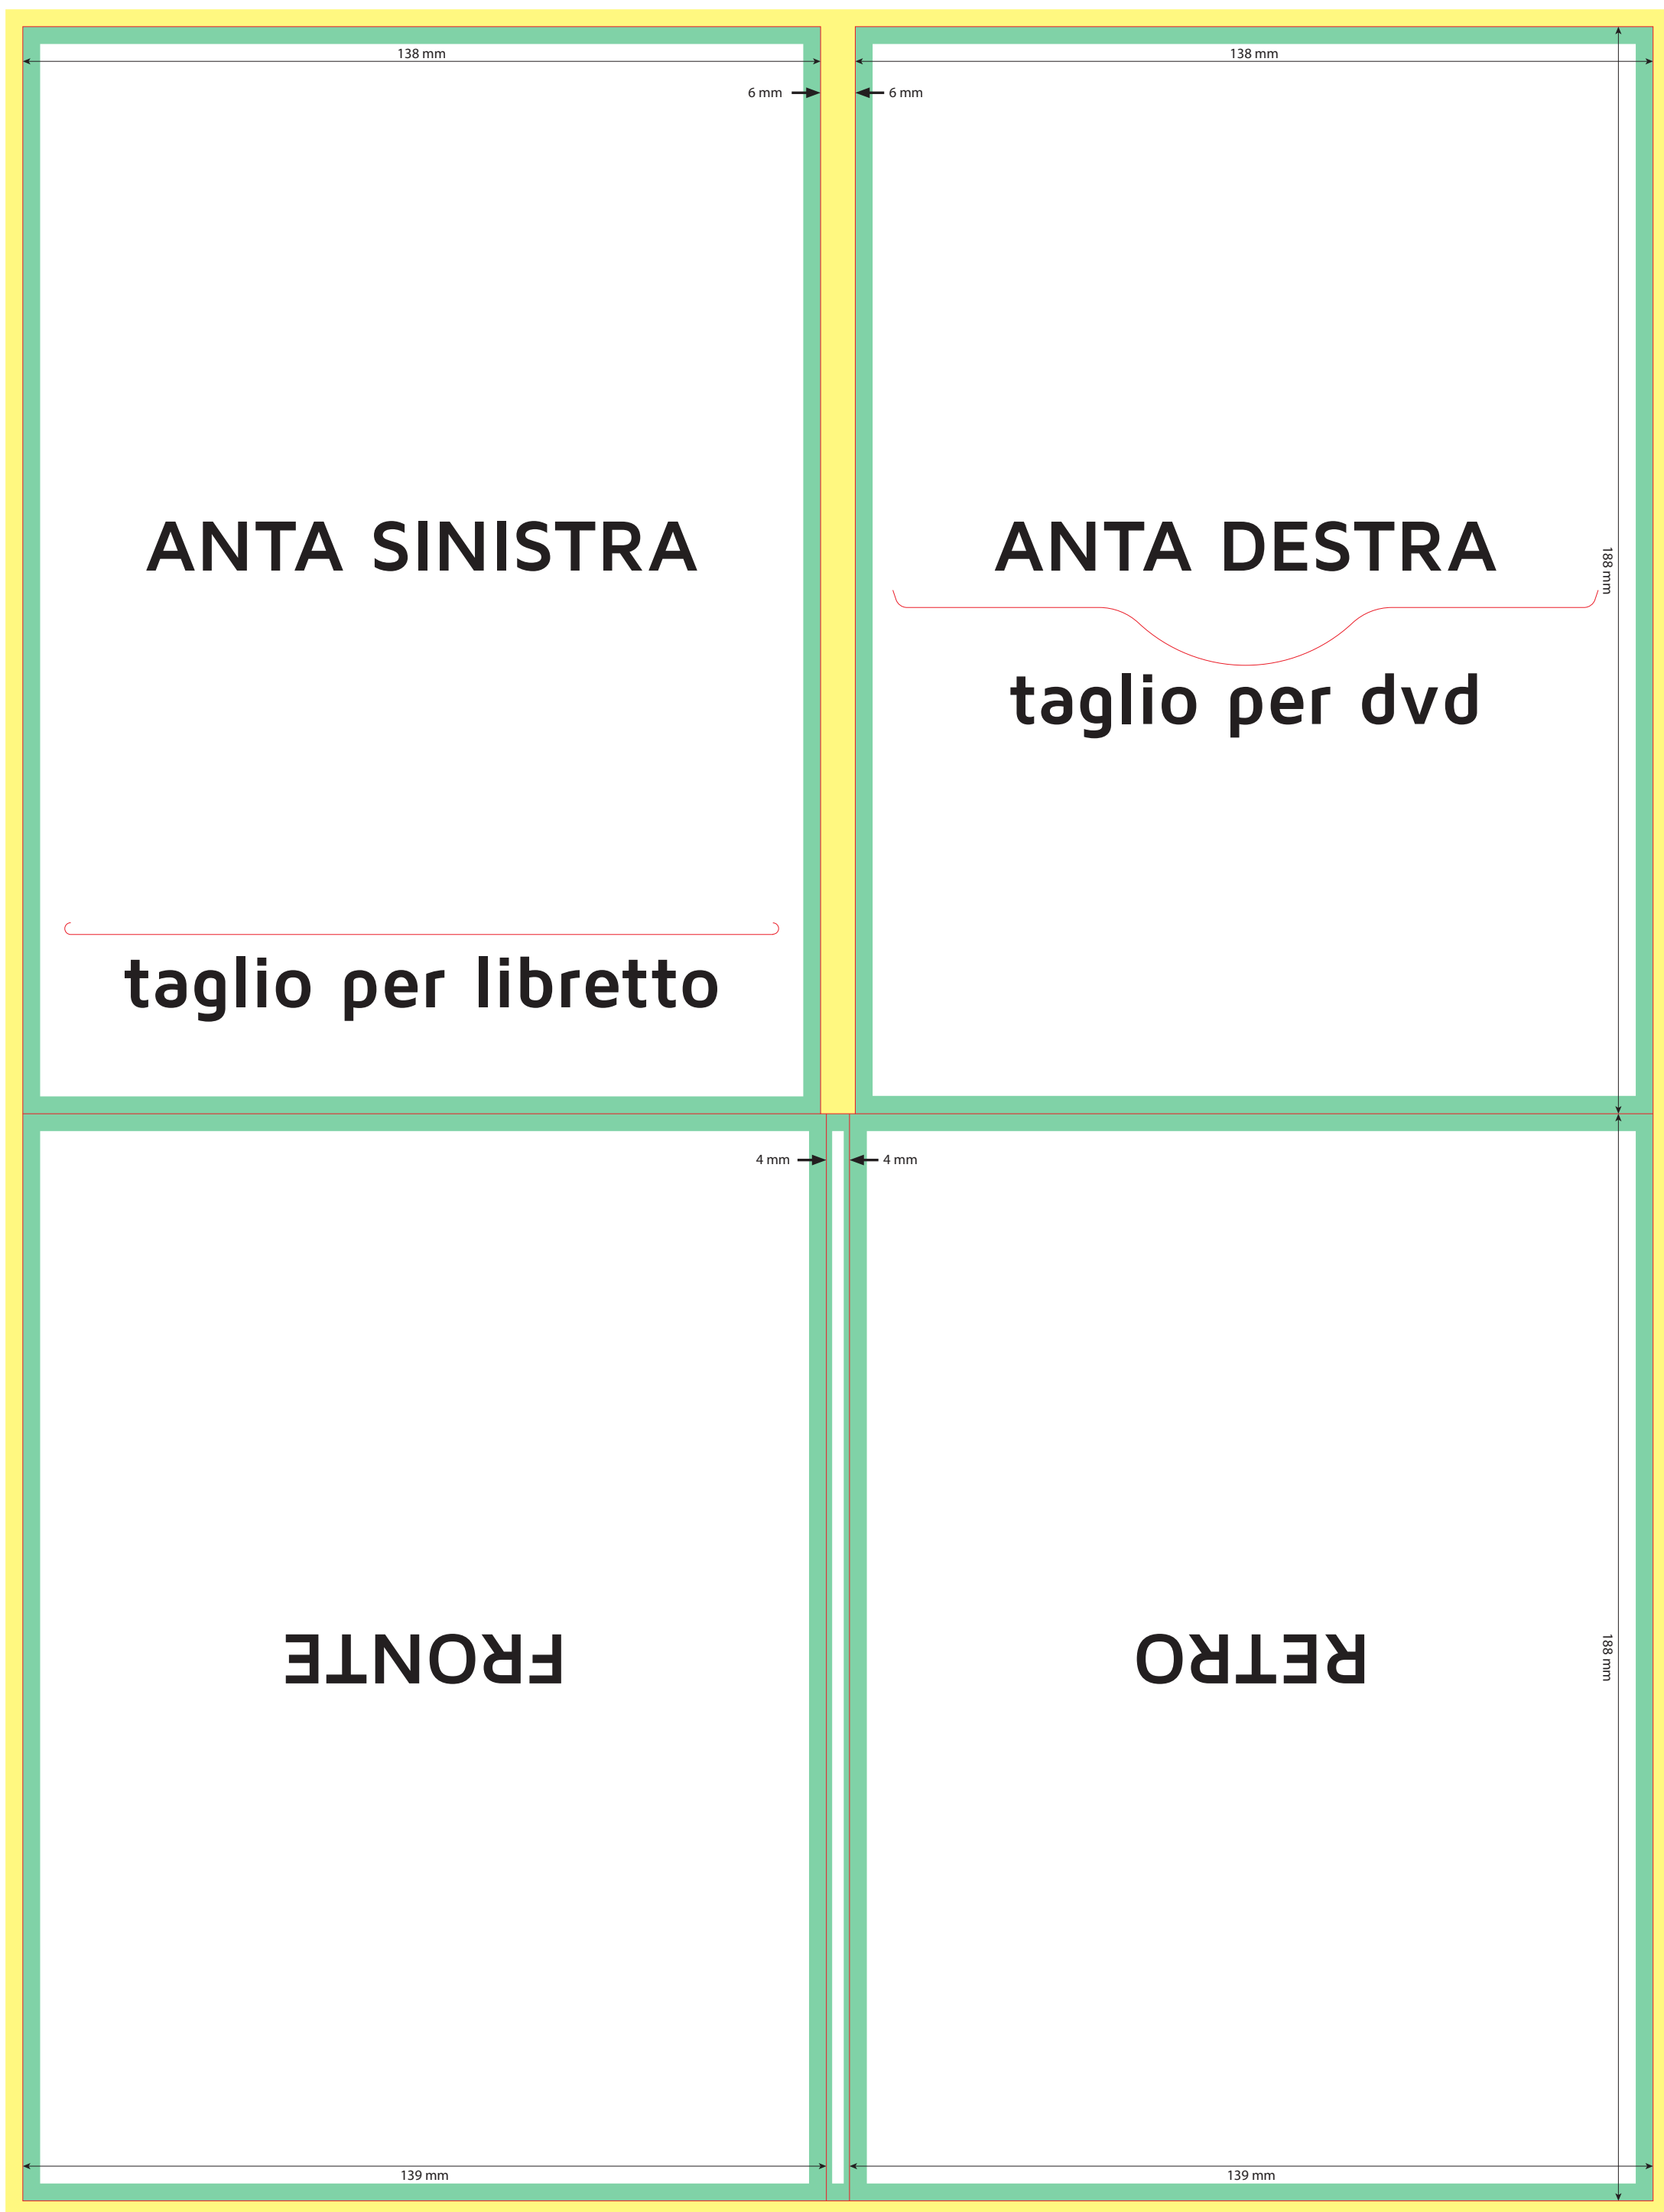 138 mm
138 mm
6 mm
6 mm
ANTA SINISTRA
ANTA DESTRA
188 mm
taglio per dvd
taglio per libretto
4 mm
4 mm
FRONTE
RETRO
188 mm
139 mm
139 mm